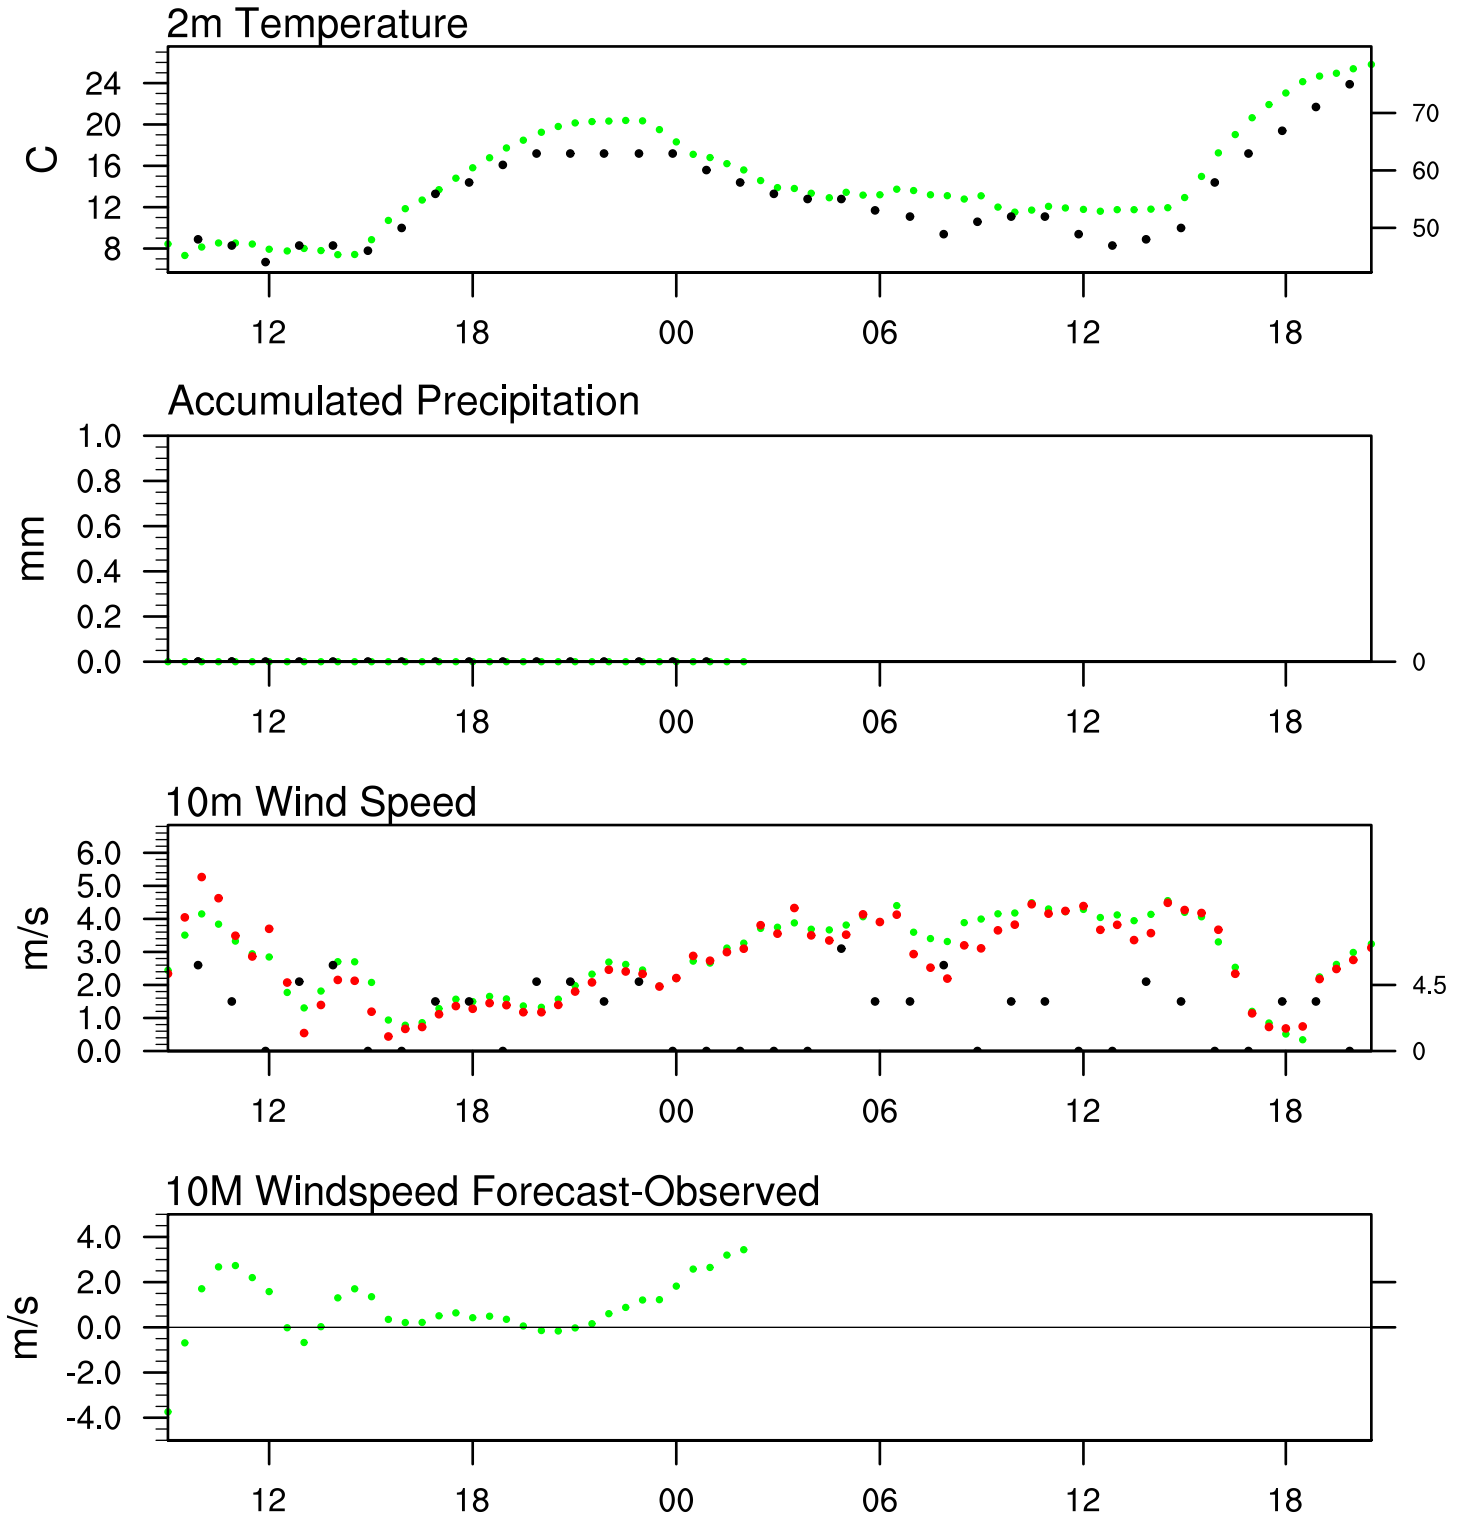 2m Temperature
24
20
16
12
8
C
70
60
50
12 18 00 06 12 18
Accumulated Precipitation
1.0
0.8
0.6
0.4
0.2
0.0
mm
0
12 18 00 06 12 18
10m Wind Speed
6.0
5.0
4.0
3.0
2.0
1.0
0.0
m/s
4.5
0
12 18 00 06 12 18
10M Windspeed Forecast-Observed
4.0
2.0
0.0
-2.0
-4.0
m/s
12 18 00 06 12 18